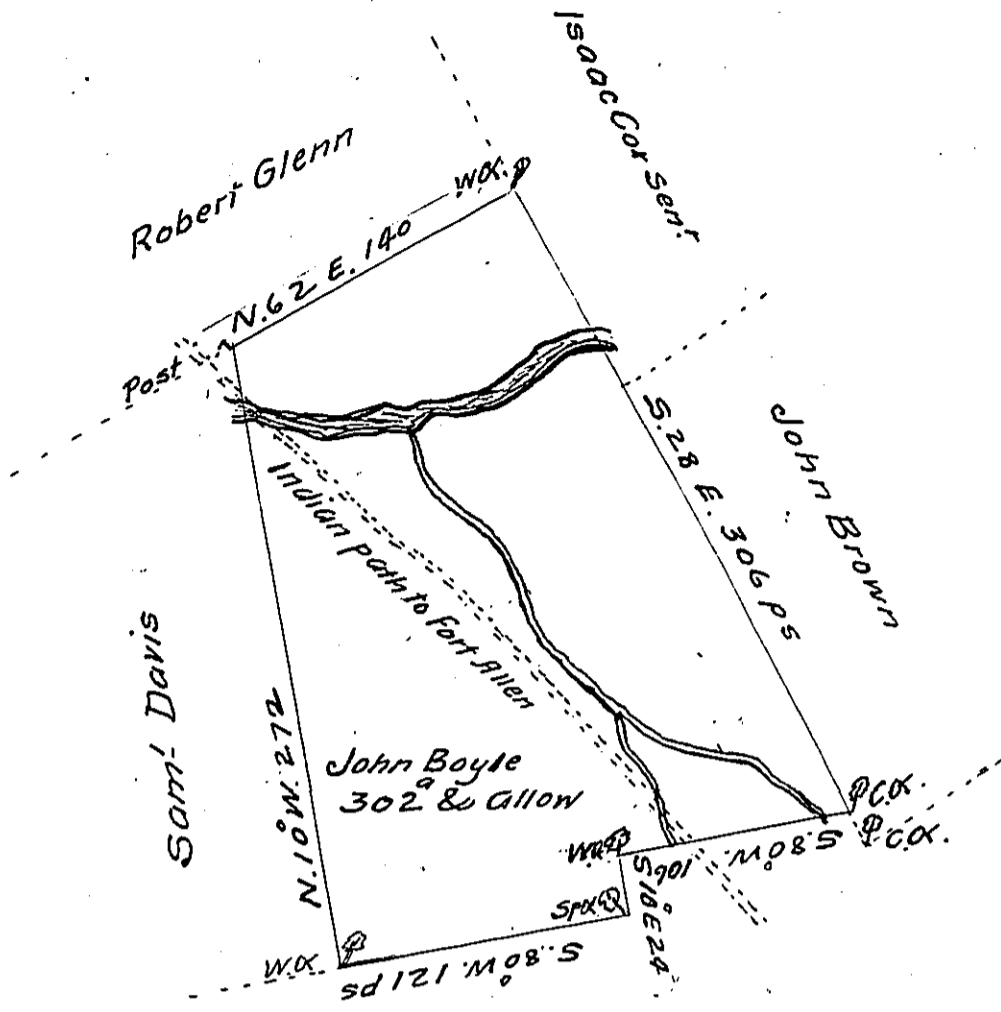 Isaac Cox Senr
Robert Glenn
W.O.
N. 62 E. 140
Post
S. 28 E. 306 ps
John Brown
Indian path to Fort Allen
Saml. Davis
N. 10° W. 272
John Boyle
302a & allow
C.O.
C.O.
W.O.
S. 80° W. 106
S 10° E 24
Sp.O
W.O
S. 80° W. 121 ps